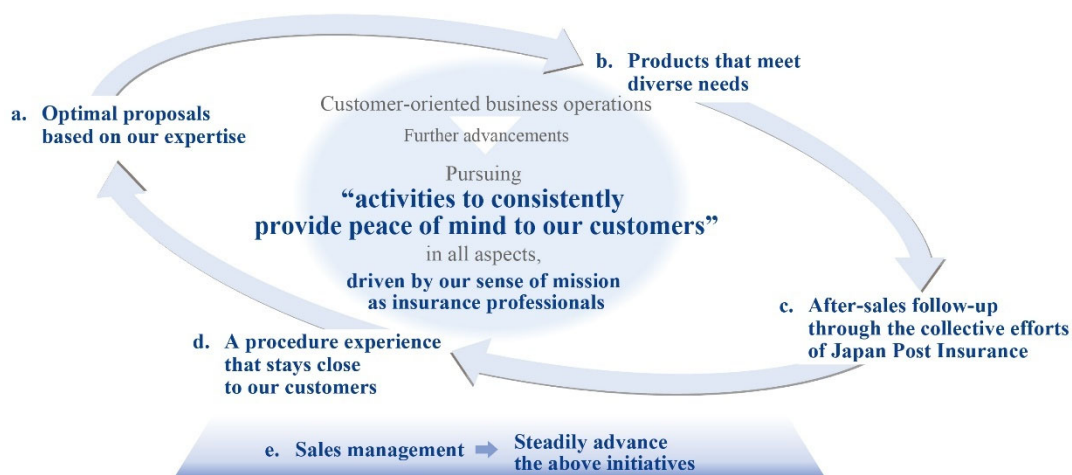 a. Optimal proposals
based on our expertise
b. Products that meet
diverse needs
Customer-oriented business operations
Further advancements
Pursuing
“activities to consistently
provide peace of mind to our customers”
in all aspects,
driven by our sense of mission
as insurance professionals
c. After-sales follow-up
through the collective efforts
of Japan Post Insurance
d. A procedure experience
that stays close
to our customers
e. Sales management
Steadily advance
the above initiatives